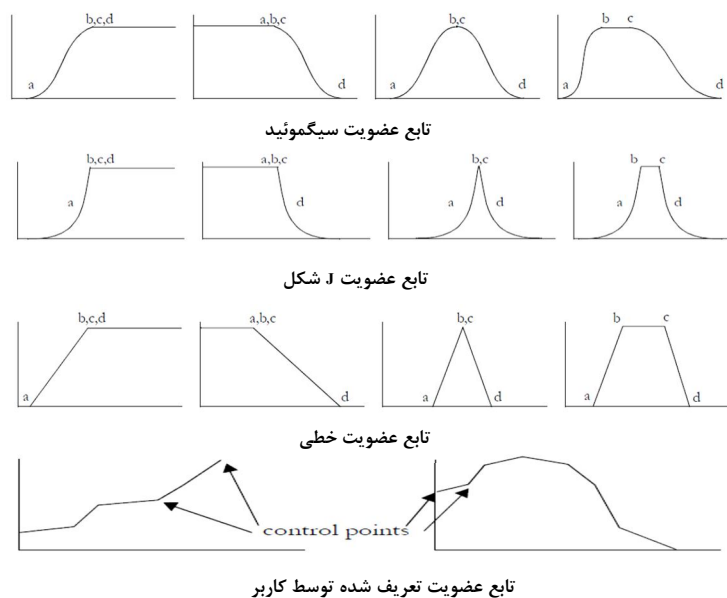 b,c,d a,b,c b,c b c
a d a d a d
تابع عضویت سیگموئید
b,c,d a,b,c b,c b c
a d a d a d
تابع عضویت J شکل
b,c,d a,b,c b,c b c
a d a d a d
تابع عضویت خطی
control points
تابع عضویت تعریف شده توسط کاربر